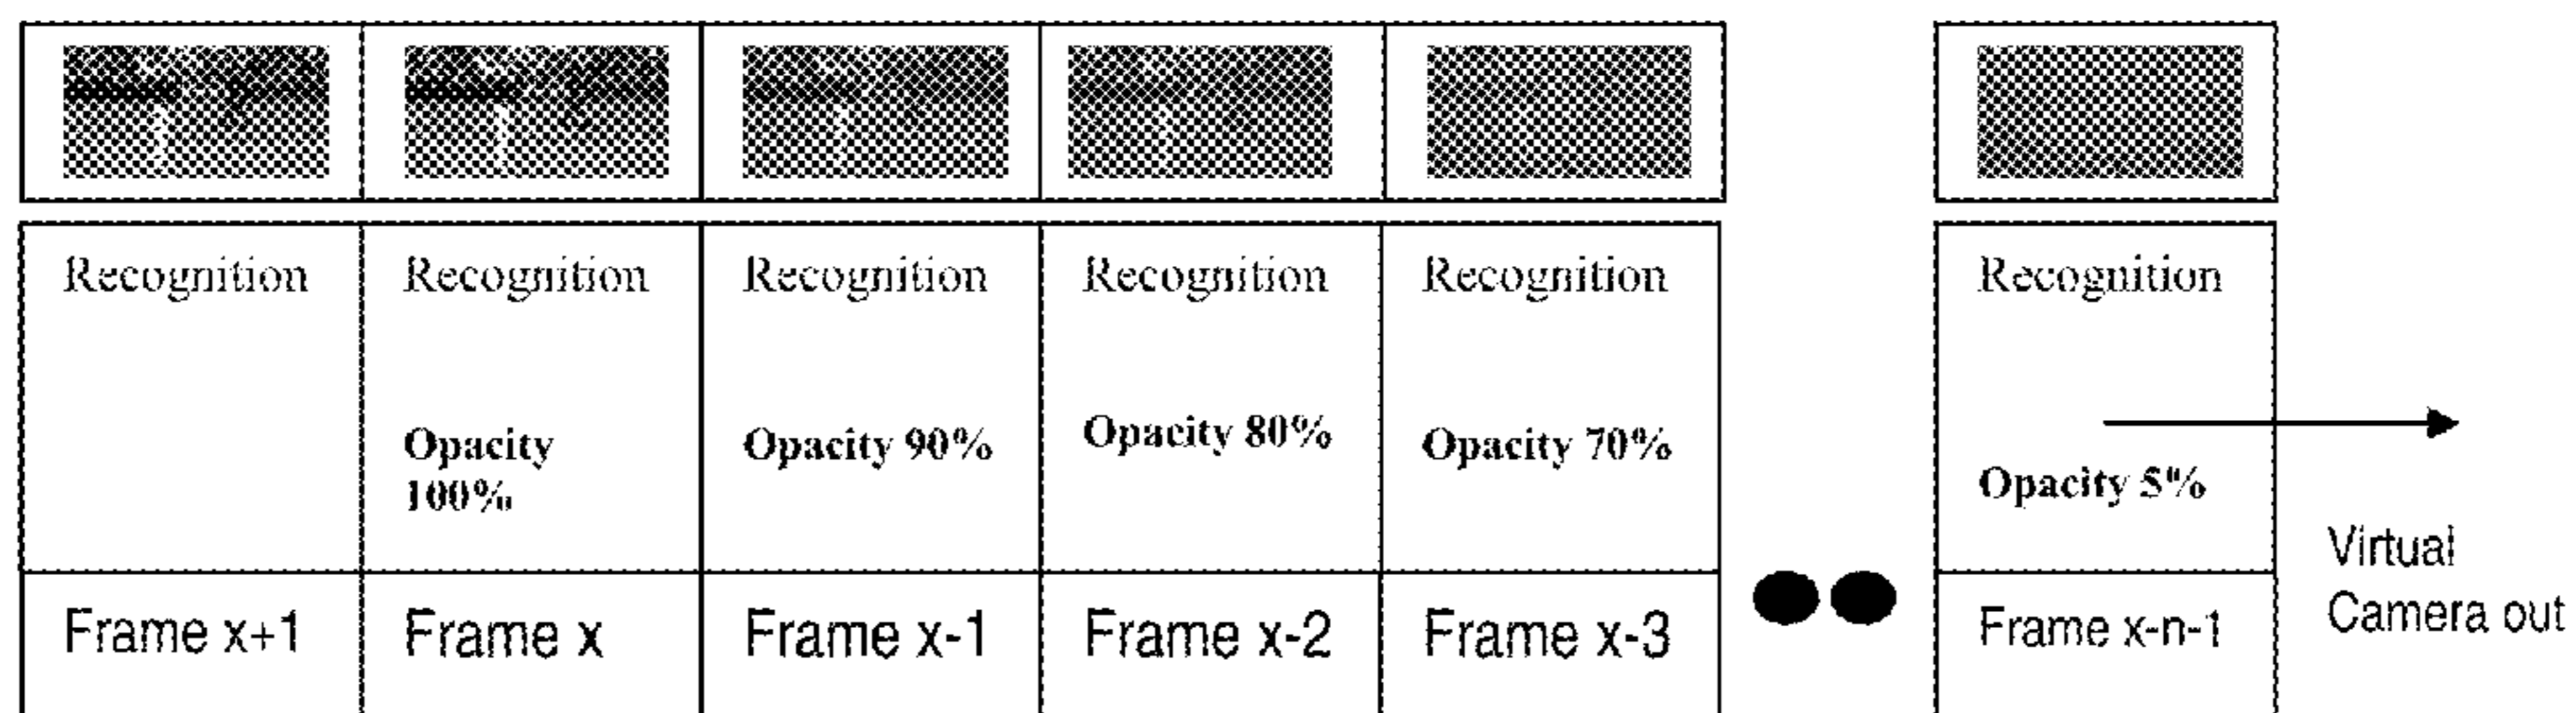 Recognition Recognition Recognition Recognition Recognition Recognition
Opacity 100% Opacity 90% Opacity 80% Opacity 70% Opacity 5%
Frame x+1 Frame x Frame x-1 Frame x-2 Frame x-3 Frame x-n-1
Virtual
Camera out